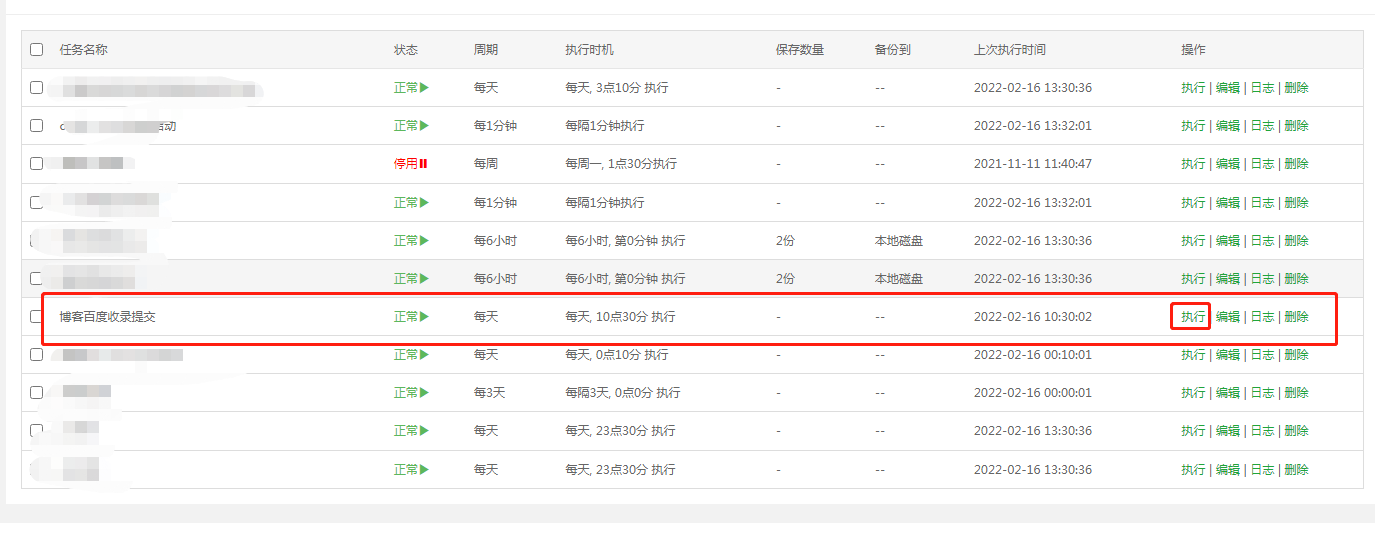 任务名称 状态 周期 执行时机 保存数量 备份到 上次执行时间 操作
正常 每天 每天, 3点10分 执行 - -- 2022-02-16 13:30:36 执行 | 编辑 | 日志 | 删除
动 正常 每1分钟 每隔1分钟执行 - -- 2022-02-16 13:32:01 执行 | 编辑 | 日志 | 删除
停用 每周 每周一, 1点30分执行 - -- 2021-11-11 11:40:47 执行 | 编辑 | 日志 | 删除
正常 每1分钟 每隔1分钟执行 - -- 2022-02-16 13:32:01 执行 | 编辑 | 日志 | 删除
正常 每6小时 每6小时, 第0分钟 执行 2份 本地磁盘 2022-02-16 13:30:36 执行 | 编辑 | 日志 | 删除
正常 每6小时 每6小时, 第0分钟 执行 2份 本地磁盘 2022-02-16 13:30:36 执行 | 编辑 | 日志 | 删除
博客百度收录提交 正常 每天 每天, 10点30分 执行 - -- 2022-02-16 10:30:02 执行 | 编辑 | 日志 | 删除
正常 每天 每天, 0点10分 执行 - -- 2022-02-16 00:10:01 执行 | 编辑 | 日志 | 删除
正常 每3天 每隔3天, 0点0分 执行 - -- 2022-02-16 00:00:01 执行 | 编辑 | 日志 | 删除
正常 每天 每天, 23点30分 执行 - -- 2022-02-16 13:30:36 执行 | 编辑 | 日志 | 删除
正常 每天 每天, 23点30分 执行 - -- 2022-02-16 13:30:36 执行 | 编辑 | 日志 | 删除